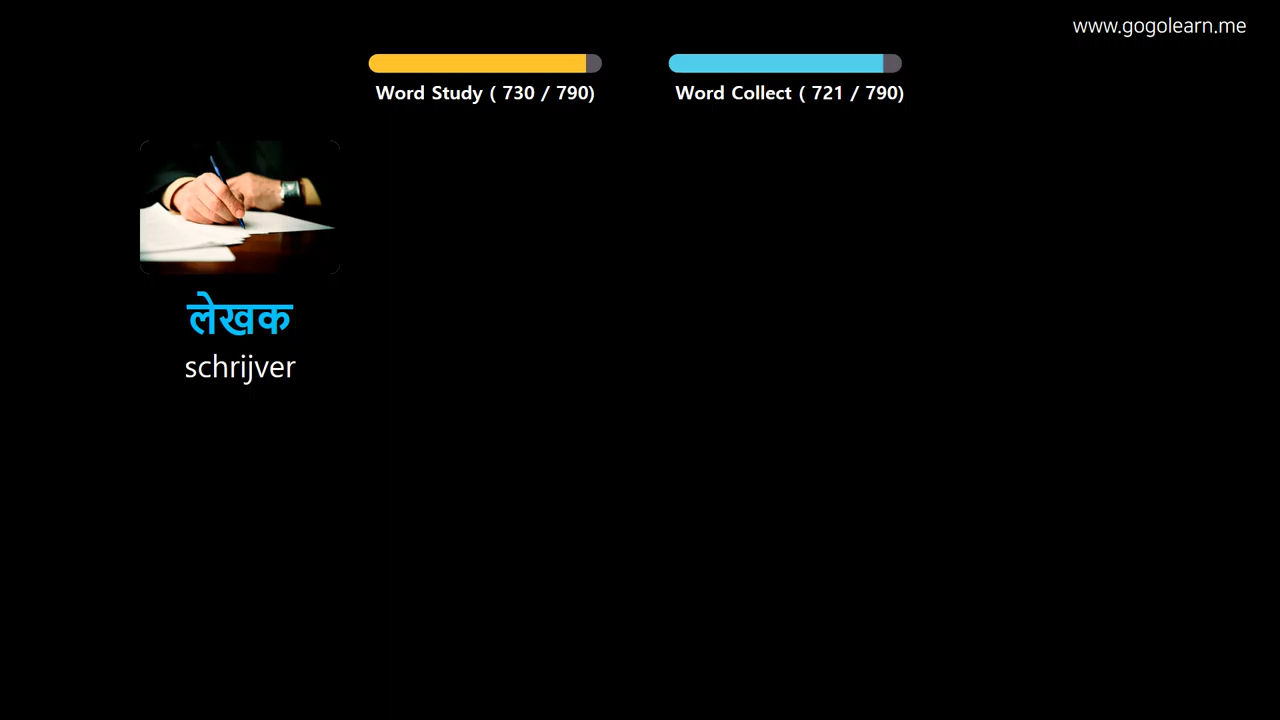 www.gogolearn.me
Word Study ( 730 / 790)
Word Collect ( 721 / 790)
लेखक
schrijver